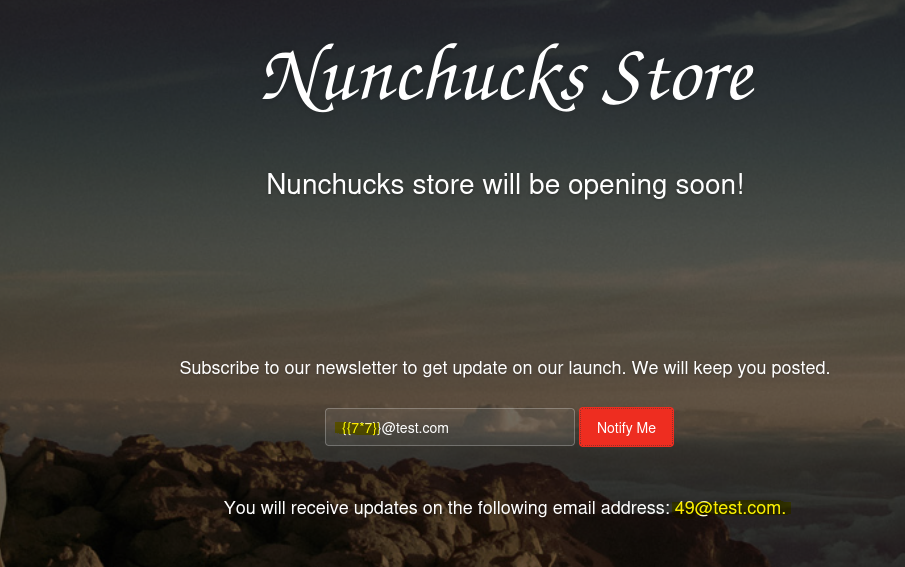 Nunchucks Store
Nunchucks store will be opening soon!
Subscribe to our newsletter to get update on our launch. We will keep you posted.
{{7*7}}@test.com Notify Me
You will receive updates on the following email address: 49@test.com.